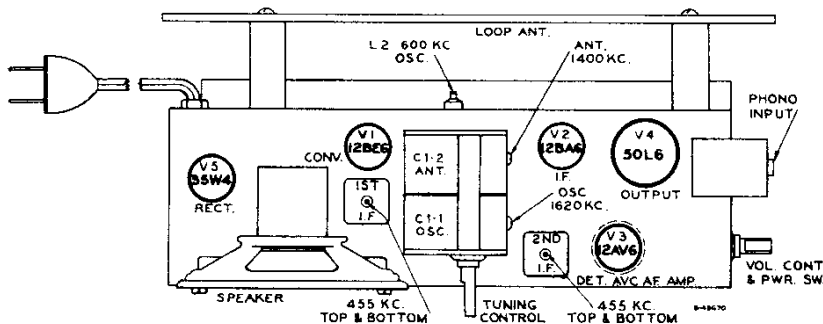 LOOP ANT.
L2 600 KC
OSC.
ANT.
1400 KC.
PHONO
INPUT
V1
12BE6
CONV.
V2
12BA6
I.F.
V4
50L6
OUTPUT
V5
35W4
RECT.
C1-2
ANT.
1ST
I.F.
C1-1
OSC.
OSC
1620 KC.
2ND
I.F.
V3
12AV6
DET. AVC A.F. AMP.
VOL. CONT
& PWR. SW.
SPEAKER
455 KC.
TOP & BOTTOM
TUNING
CONTROL
455 KC.
TOP & BOTTOM